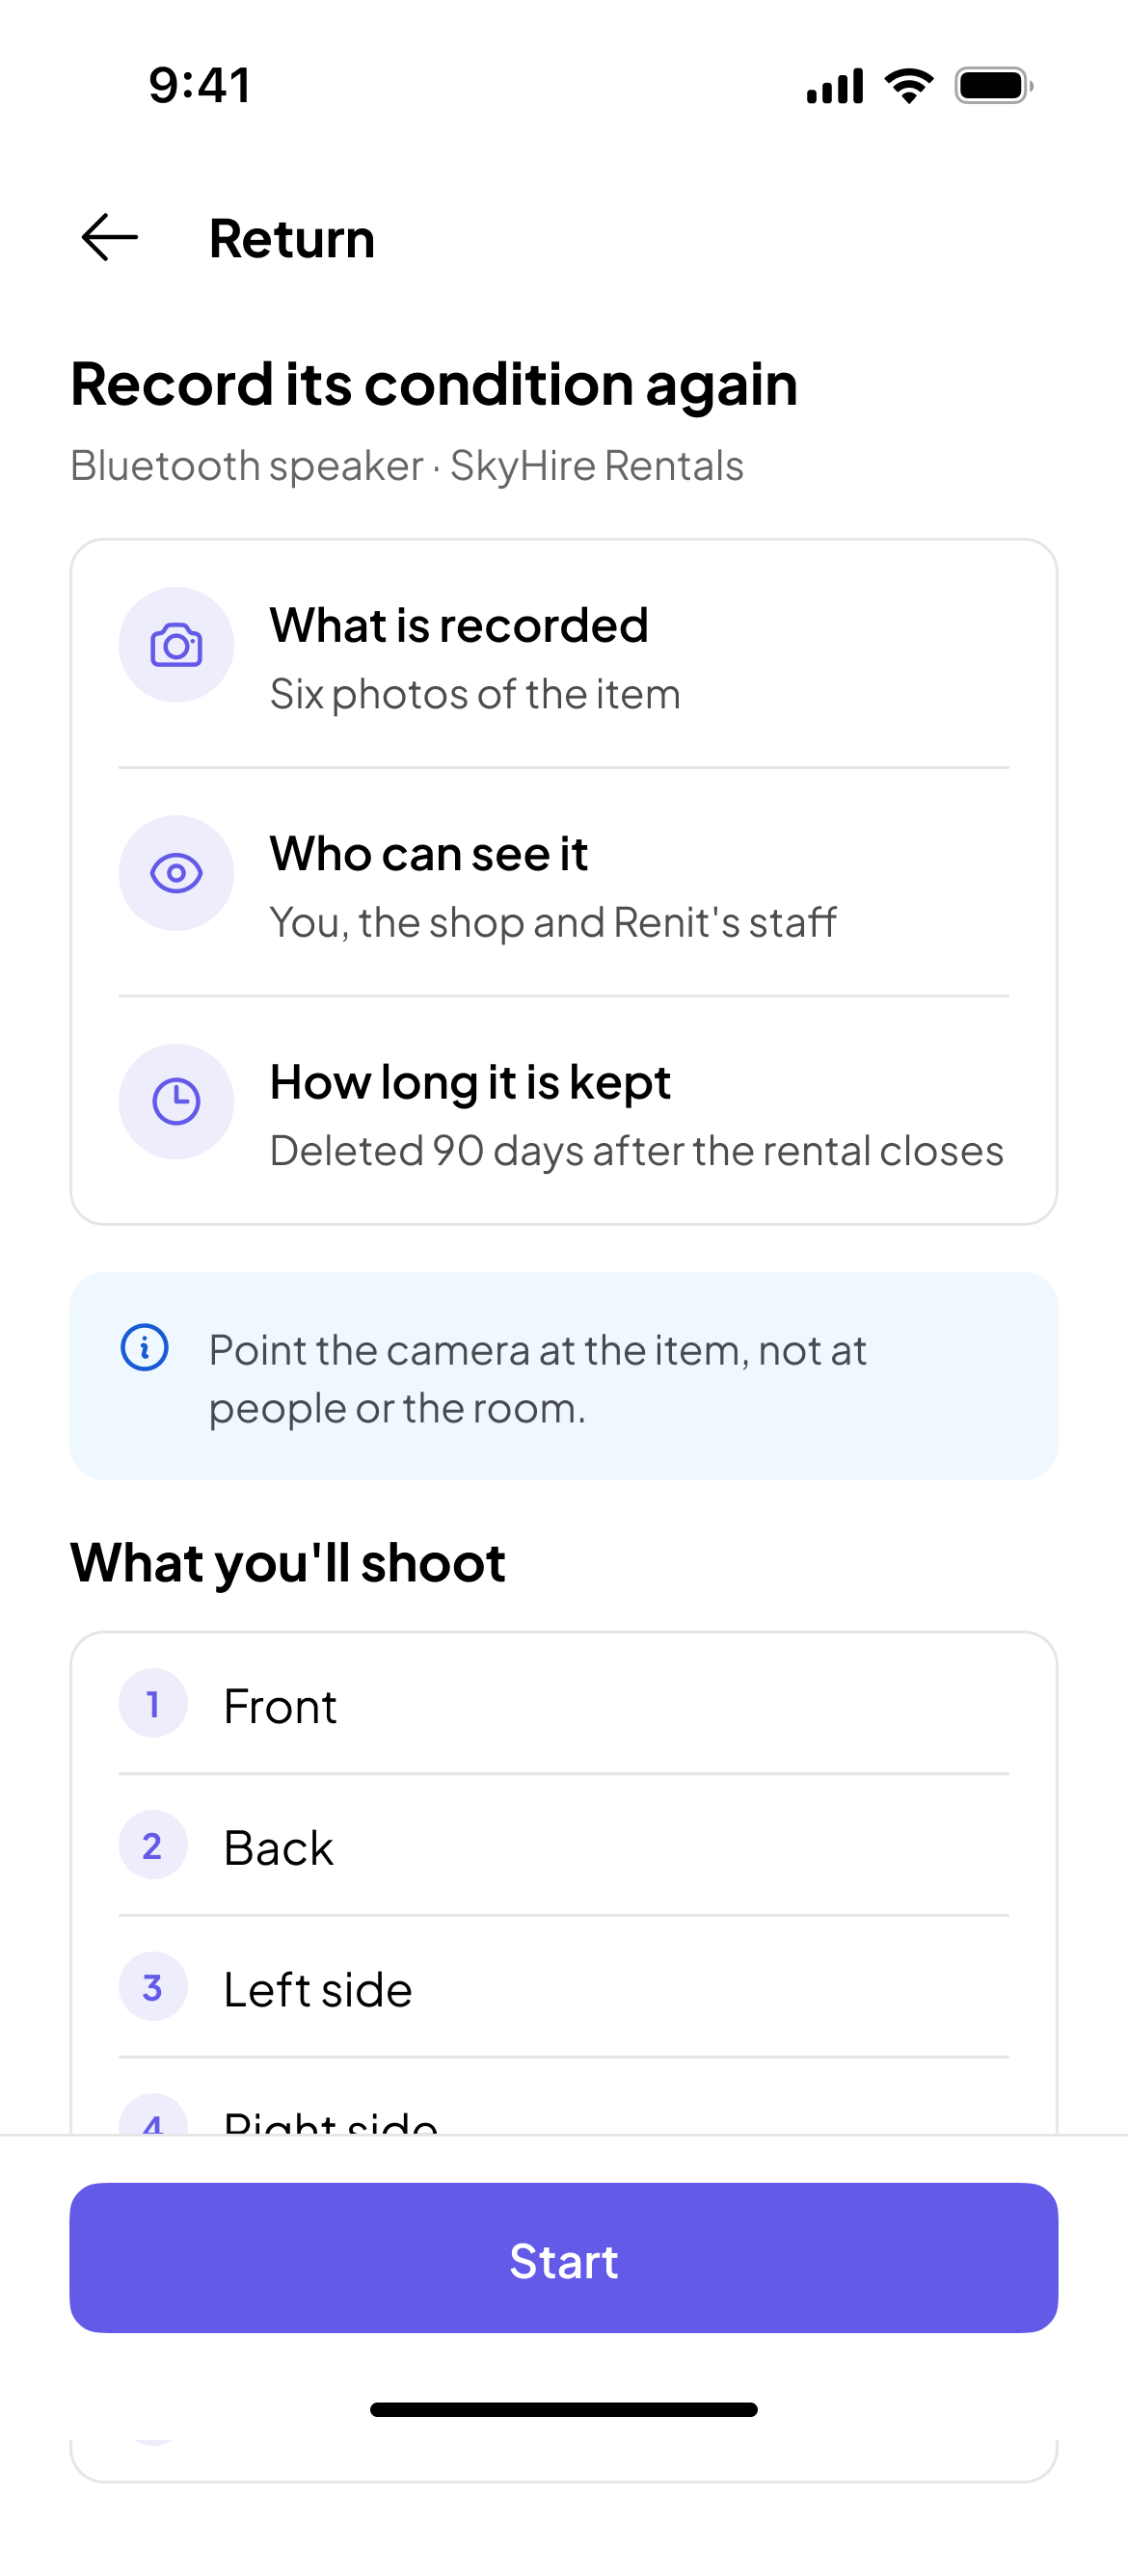 9:41
Return
Record its condition again
Bluetooth speaker · SkyHire Rentals
What is recorded
Six photos of the item
Who can see it
You, the shop and Renit's staff
How long it is kept
Deleted 90 days after the rental closes
Point the camera at the item, not at
people or the room.
What you'll shoot
1 Front
2 Back
3 Left side
4 Right side
Start